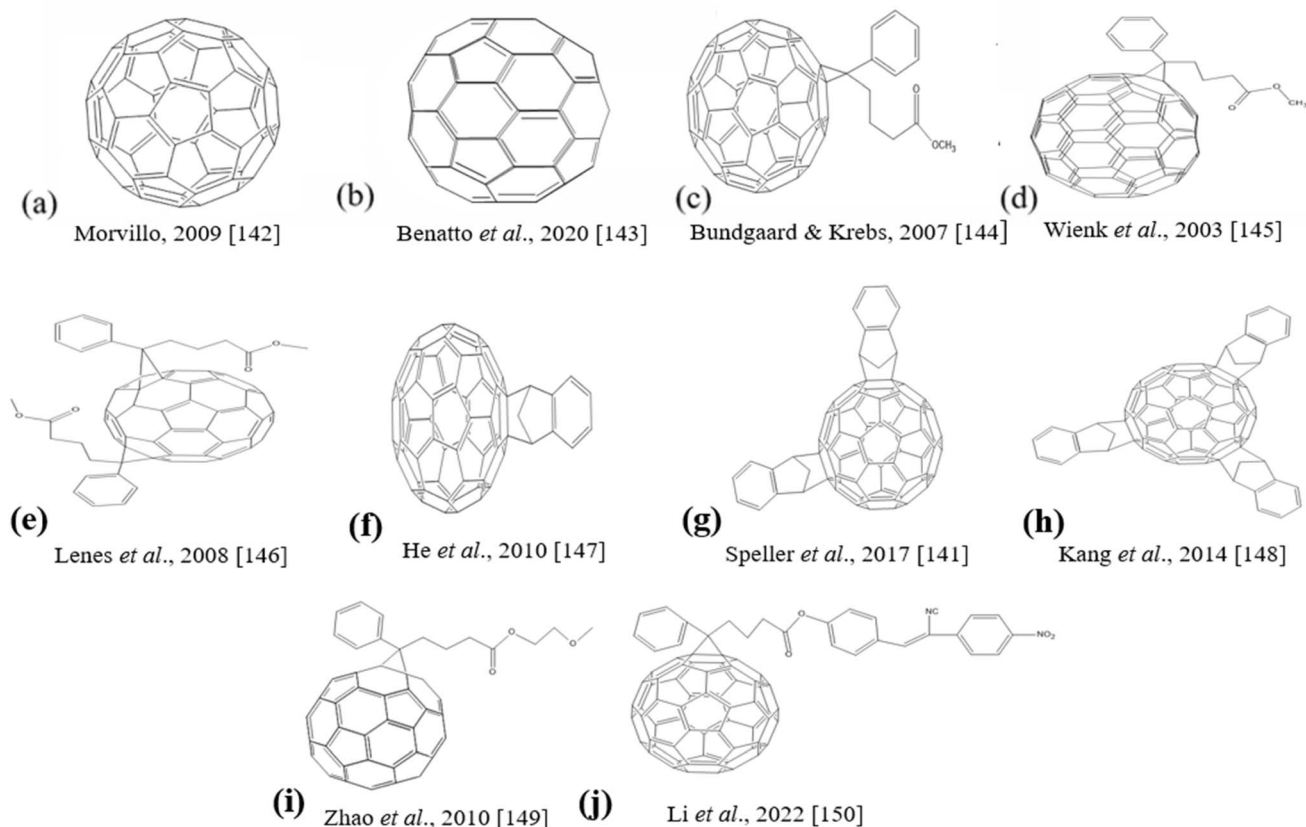 (a)
Morvillo, 2009 [142]
(b)
Benatto et al., 2020 [143]
O
OCH3
(c)
Bundgaard & Krebs, 2007 [144]
O
O
CH3
(d)
Wienk et al., 2003 [145]
O
O
O
O
(e)
Lenes et al., 2008 [146]
(f)
He et al., 2010 [147]
(g)
Speller et al., 2017 [141]
(h)
Kang et al., 2014 [148]
O
O
O
(i)
Zhao et al., 2010 [149]
O
O
NC
NO2
(j)
Li et al., 2022 [150]